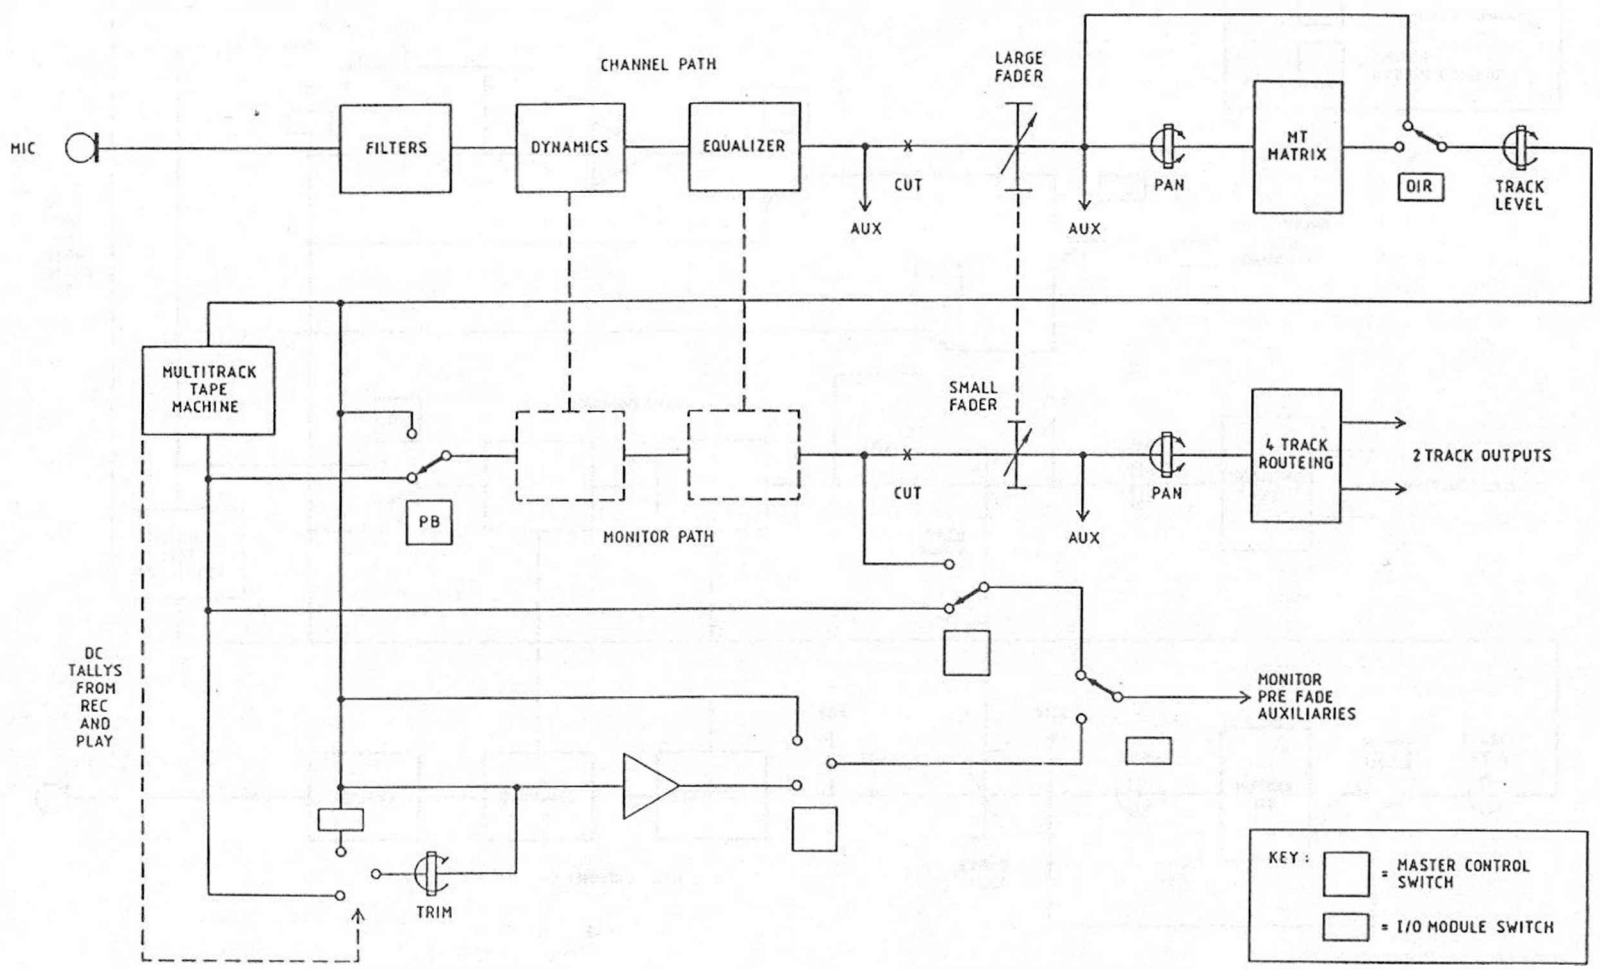 CHANNEL PATH
LARGE
FADER
MIC
FILTERS
DYNAMICS
EQUALIZER
CUT
AUX
AUX
PAN
MT
MATRIX
DIR
TRACK
LEVEL
MULTITRACK
TAPE
MACHINE
SMALL
FADER
PB
MONITOR PATH
CUT
AUX
PAN
4 TRACK
ROUTEING
2 TRACK OUTPUTS
DC
TALLYS
FROM
REC
AND
PLAY
MONITOR
PRE FADE
AUXILIARIES
TRIM
KEY :
= MASTER CONTROL
SWITCH
= I/O MODULE SWITCH